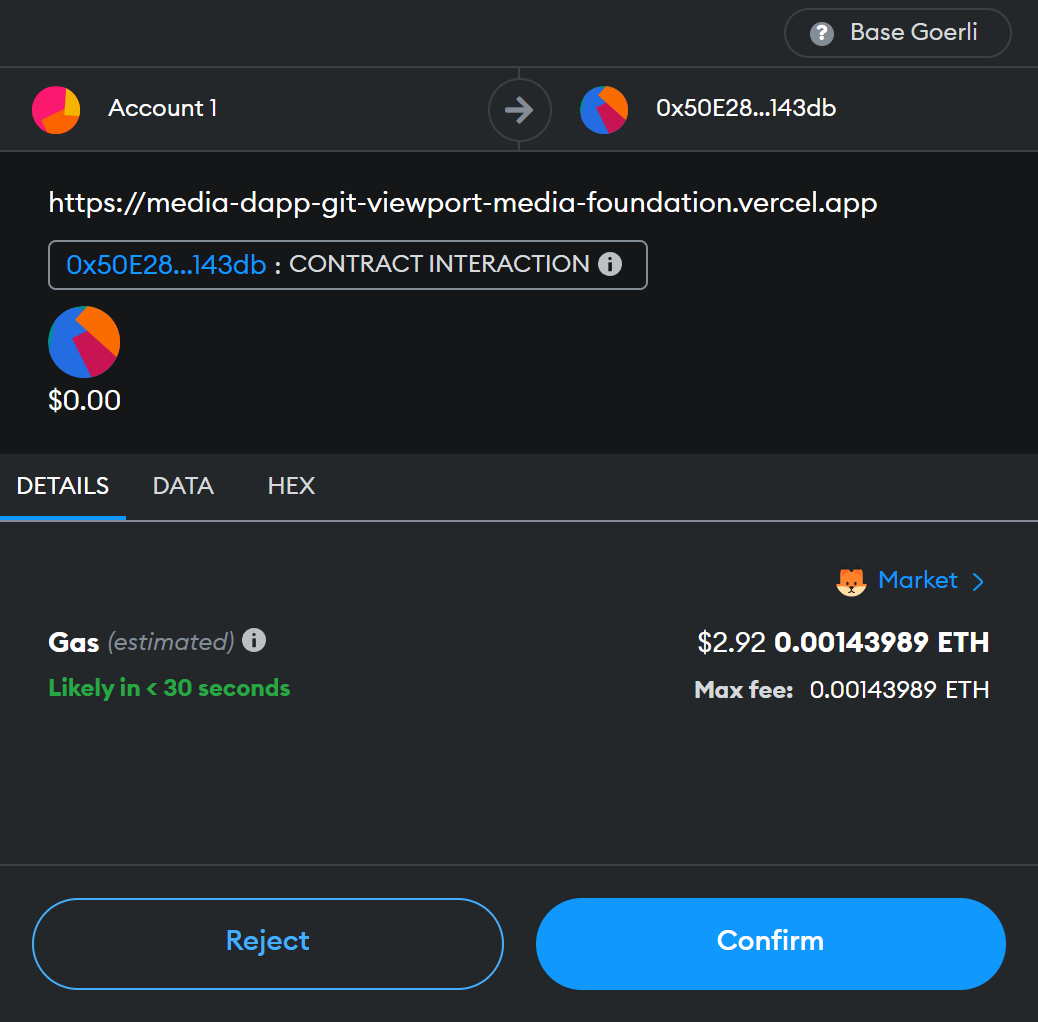 Base Goerli
Account 1
0x50E28...143db
https://media-dapp-git-viewport-media-foundation.vercel.app
0x50E28...143db : CONTRACT INTERACTION
$0.00
DETAILS DATA HEX
Market
Gas (estimated) $2.92 0.00143989 ETH
Likely in < 30 seconds Max fee: 0.00143989 ETH
Reject Confirm